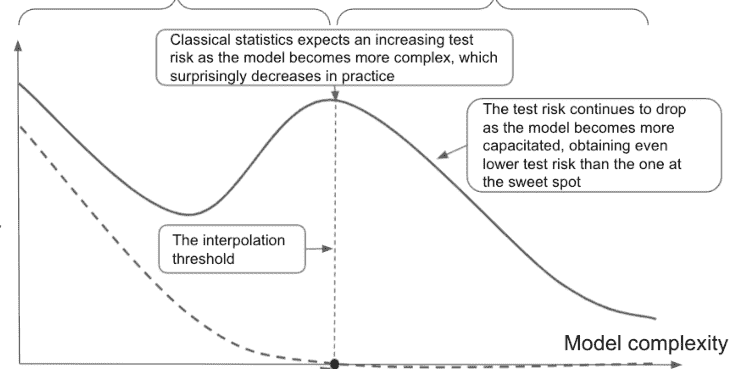 Classical statistics expects an increasing test
risk as the model becomes more complex, which
surprisingly decreases in practice
The test risk continues to drop
as the model becomes more
capacitated, obtaining even
lower test risk than the one at
the sweet spot
The interpolation
threshold
Model complexity